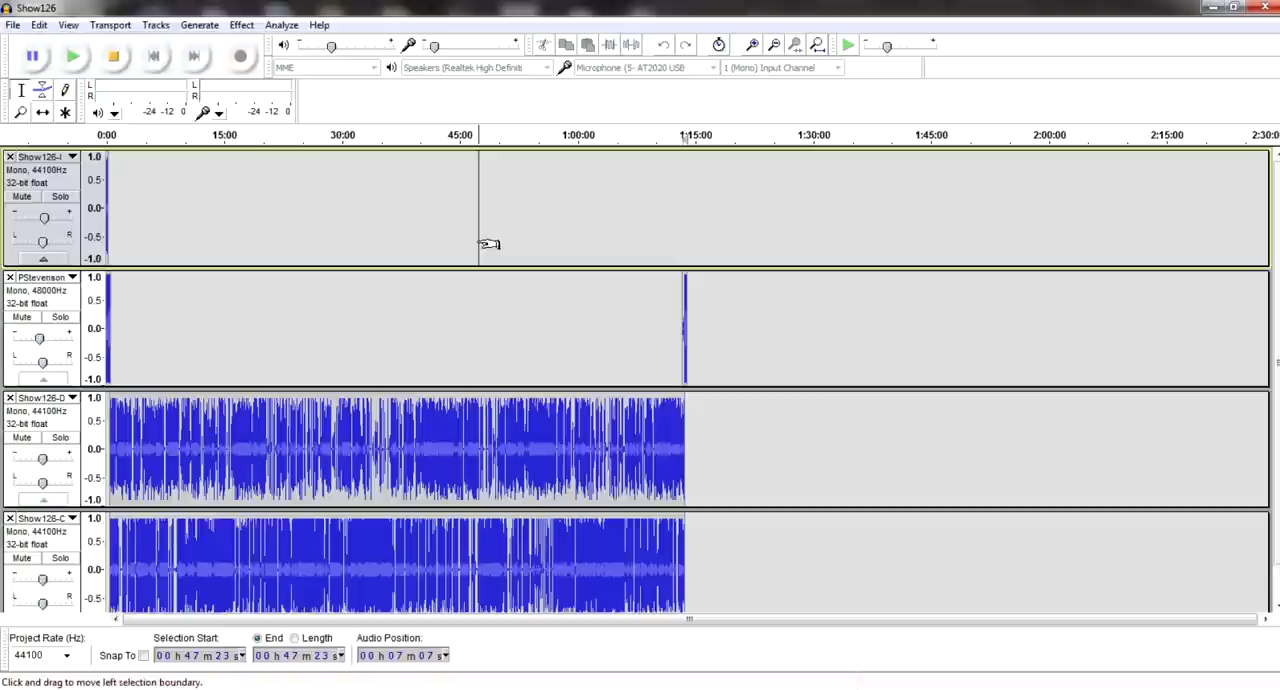 Show126
File Edit View Transport Tracks Generate Effect Analyze Help
L L
R R
-24 -12 0 -24 -12 0
MME Speakers (Realtek High Definiti Microphone (5- AT2020 USB 1 (Mono) Input Channel
0:00 15:00 30:00 45:00 1:00:00 1:15:00 1:30:00 1:45:00 2:00:00 2:15:00 2:30:0
Show126-I 1.0
Mono, 44100Hz
32-bit float 0.5-
Mute Solo
- + 0.0-
L R -0.5-
-1.0
PStevenson 1.0
Mono, 48000Hz
32-bit float 0.5-
Mute Solo
- + 0.0-
L R -0.5-
-1.0
Show126-D 1.0
Mono, 44100Hz
32-bit float 0.5-
Mute Solo
- + 0.0-
L R -0.5-
-1.0
Show126-C 1.0
Mono, 44100Hz
32-bit float 0.5-
Mute Solo
- + 0.0-
L R -0.5-
Project Rate (Hz): Selection Start: End Length Audio Position:
44100 Snap To 00 h 47 m 23 s 00 h 47 m 23 s 00 h 07 m 07 s
Click and drag to move left selection boundary.